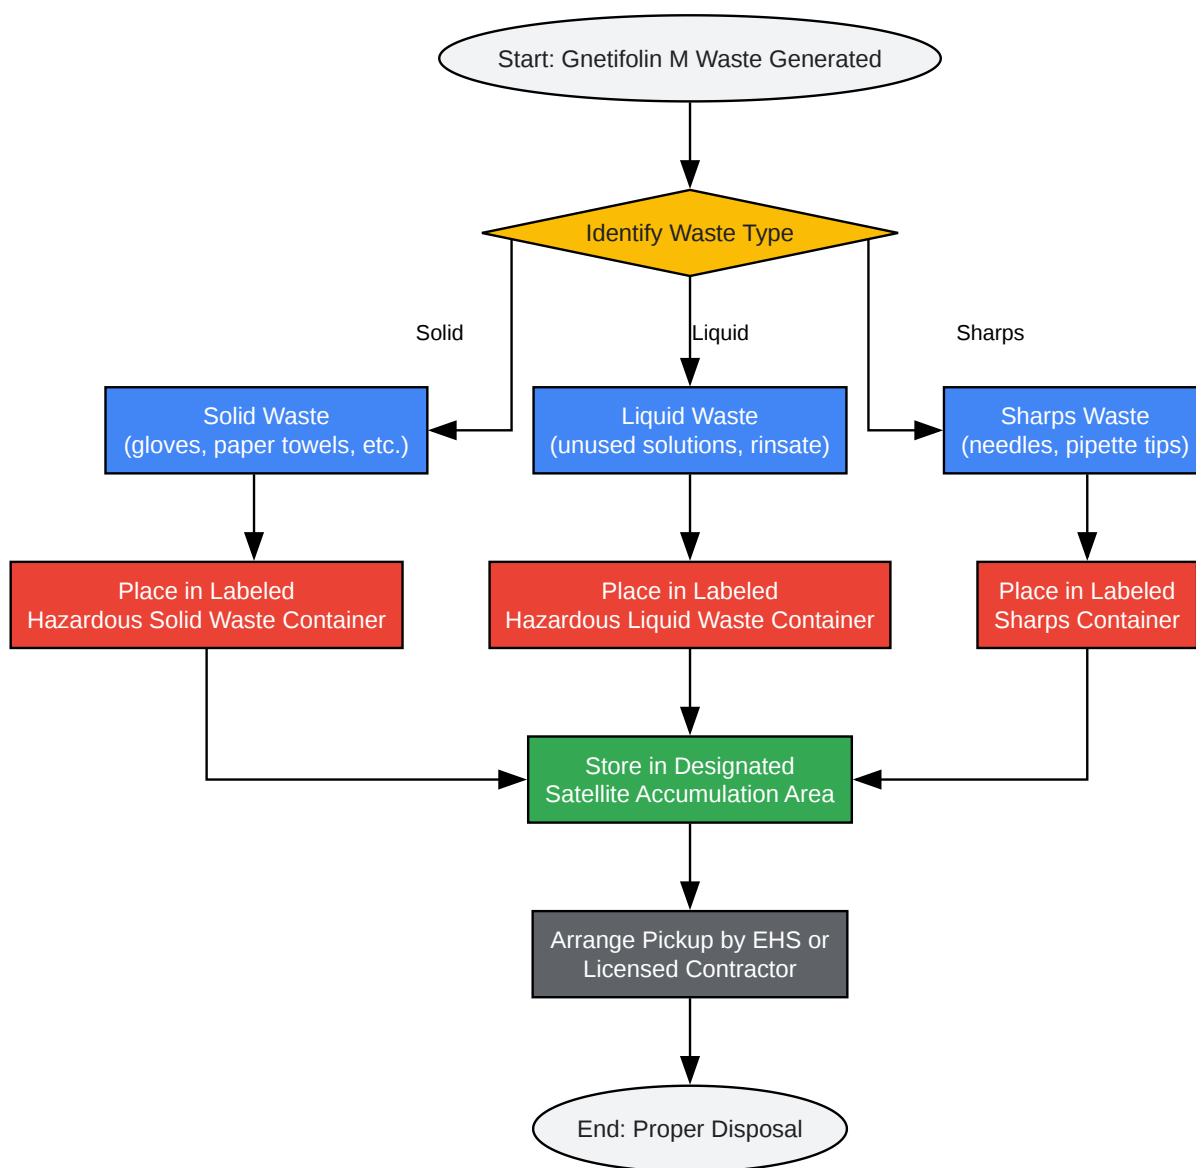 Start: Gnetifolin M Waste Generated
Identify Waste Type
Solid
Liquid
Sharps
Solid Waste
(gloves, paper towels, etc.)
Liquid Waste
(unused solutions, rinsate)
Sharps Waste
(needles, pipette tips)
Place in Labeled
Hazardous Solid Waste Container
Place in Labeled
Hazardous Liquid Waste Container
Place in Labeled
Sharps Container
Store in Designated
Satellite Accumulation Area
Arrange Pickup by EHS or
Licensed Contractor
End: Proper Disposal